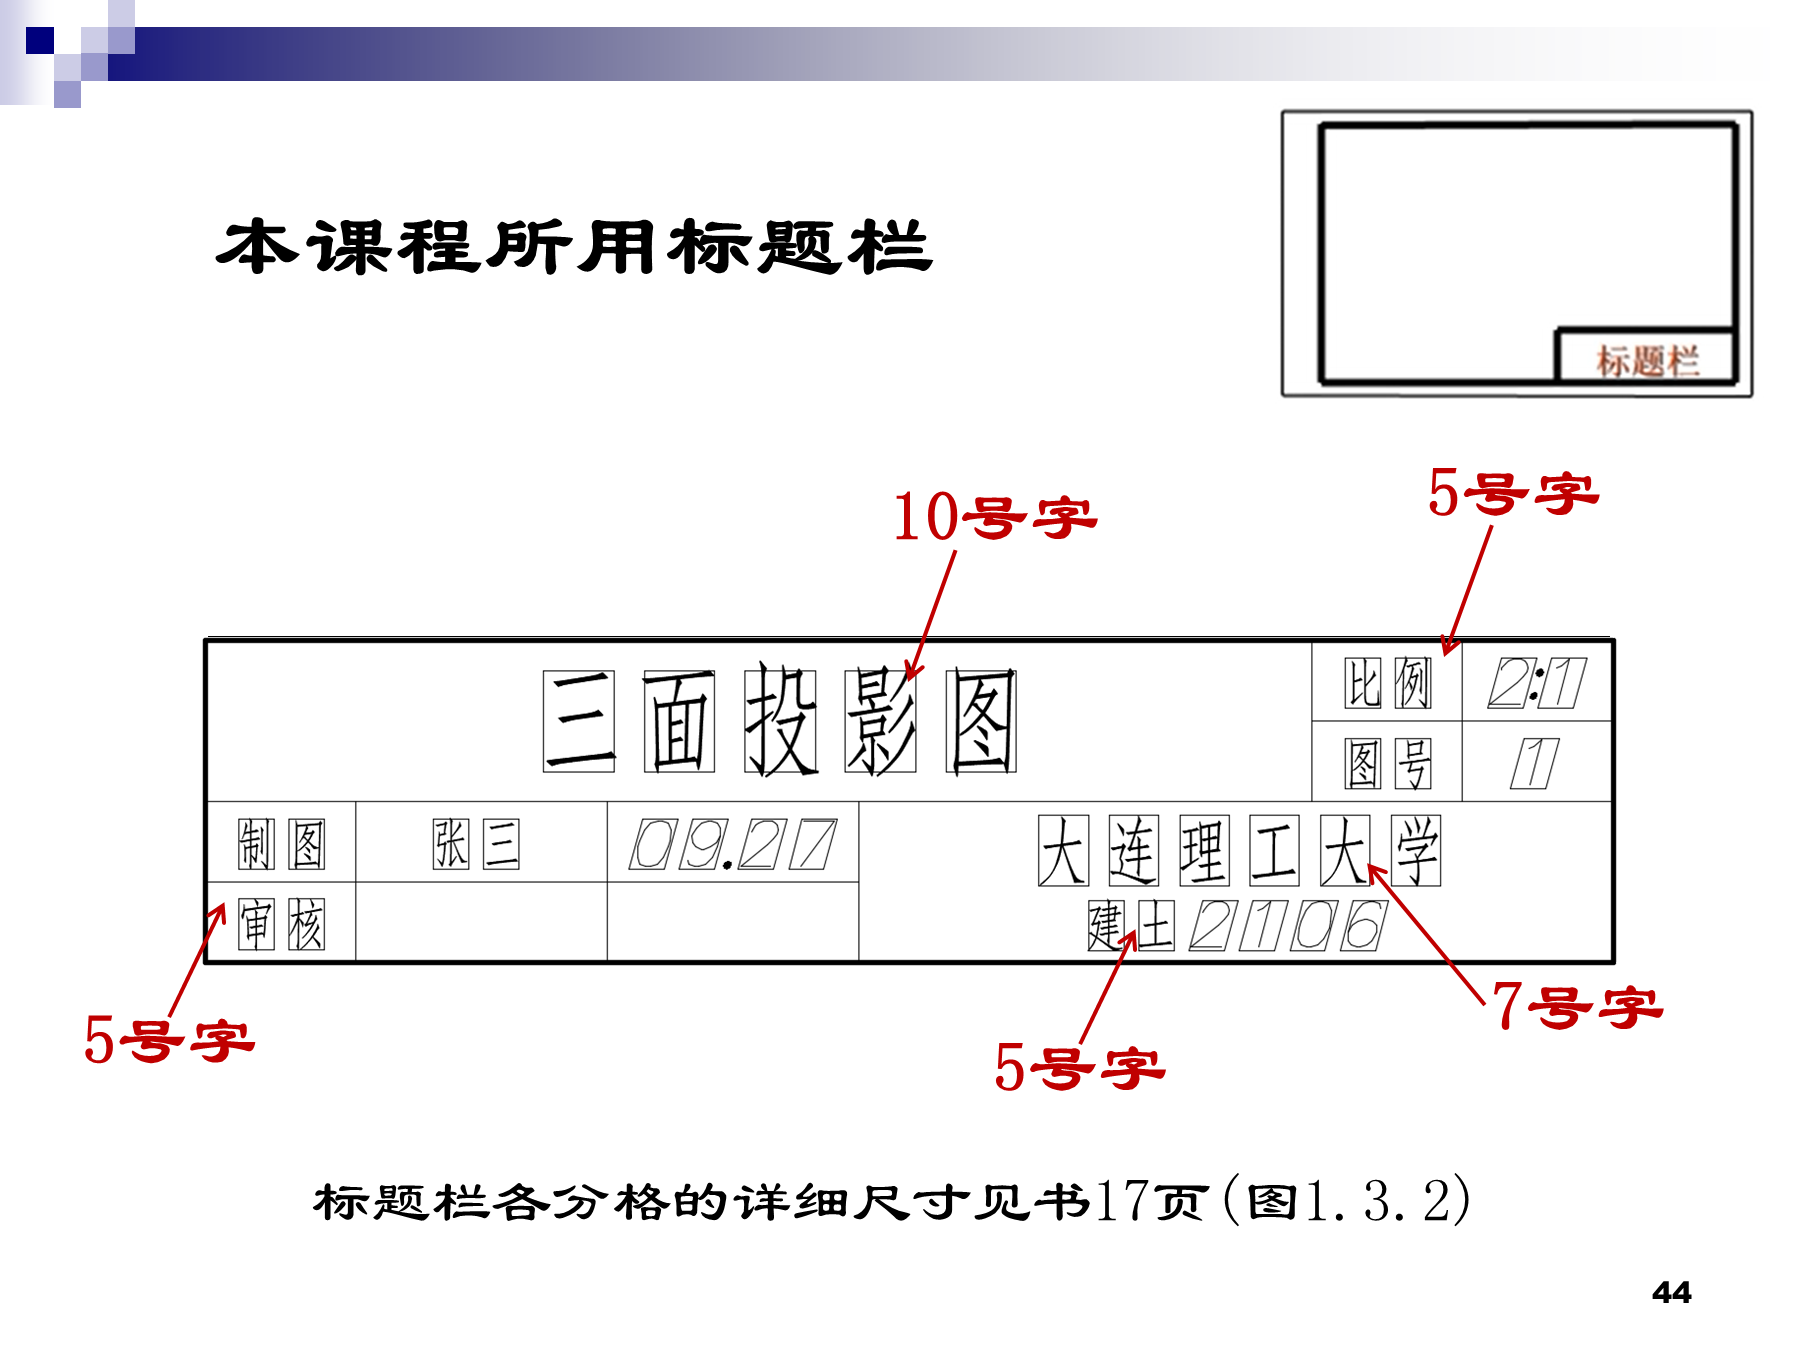 本课程所用标题栏
标题栏
10号字
5号字
三面投影图
比例 2:1
图号 1
制图 张三 09.27
大连理工大学
审核
建土2106
5号字
7号字
5号字
标题栏各分格的详细尺寸见书17页(图1.3.2)
44